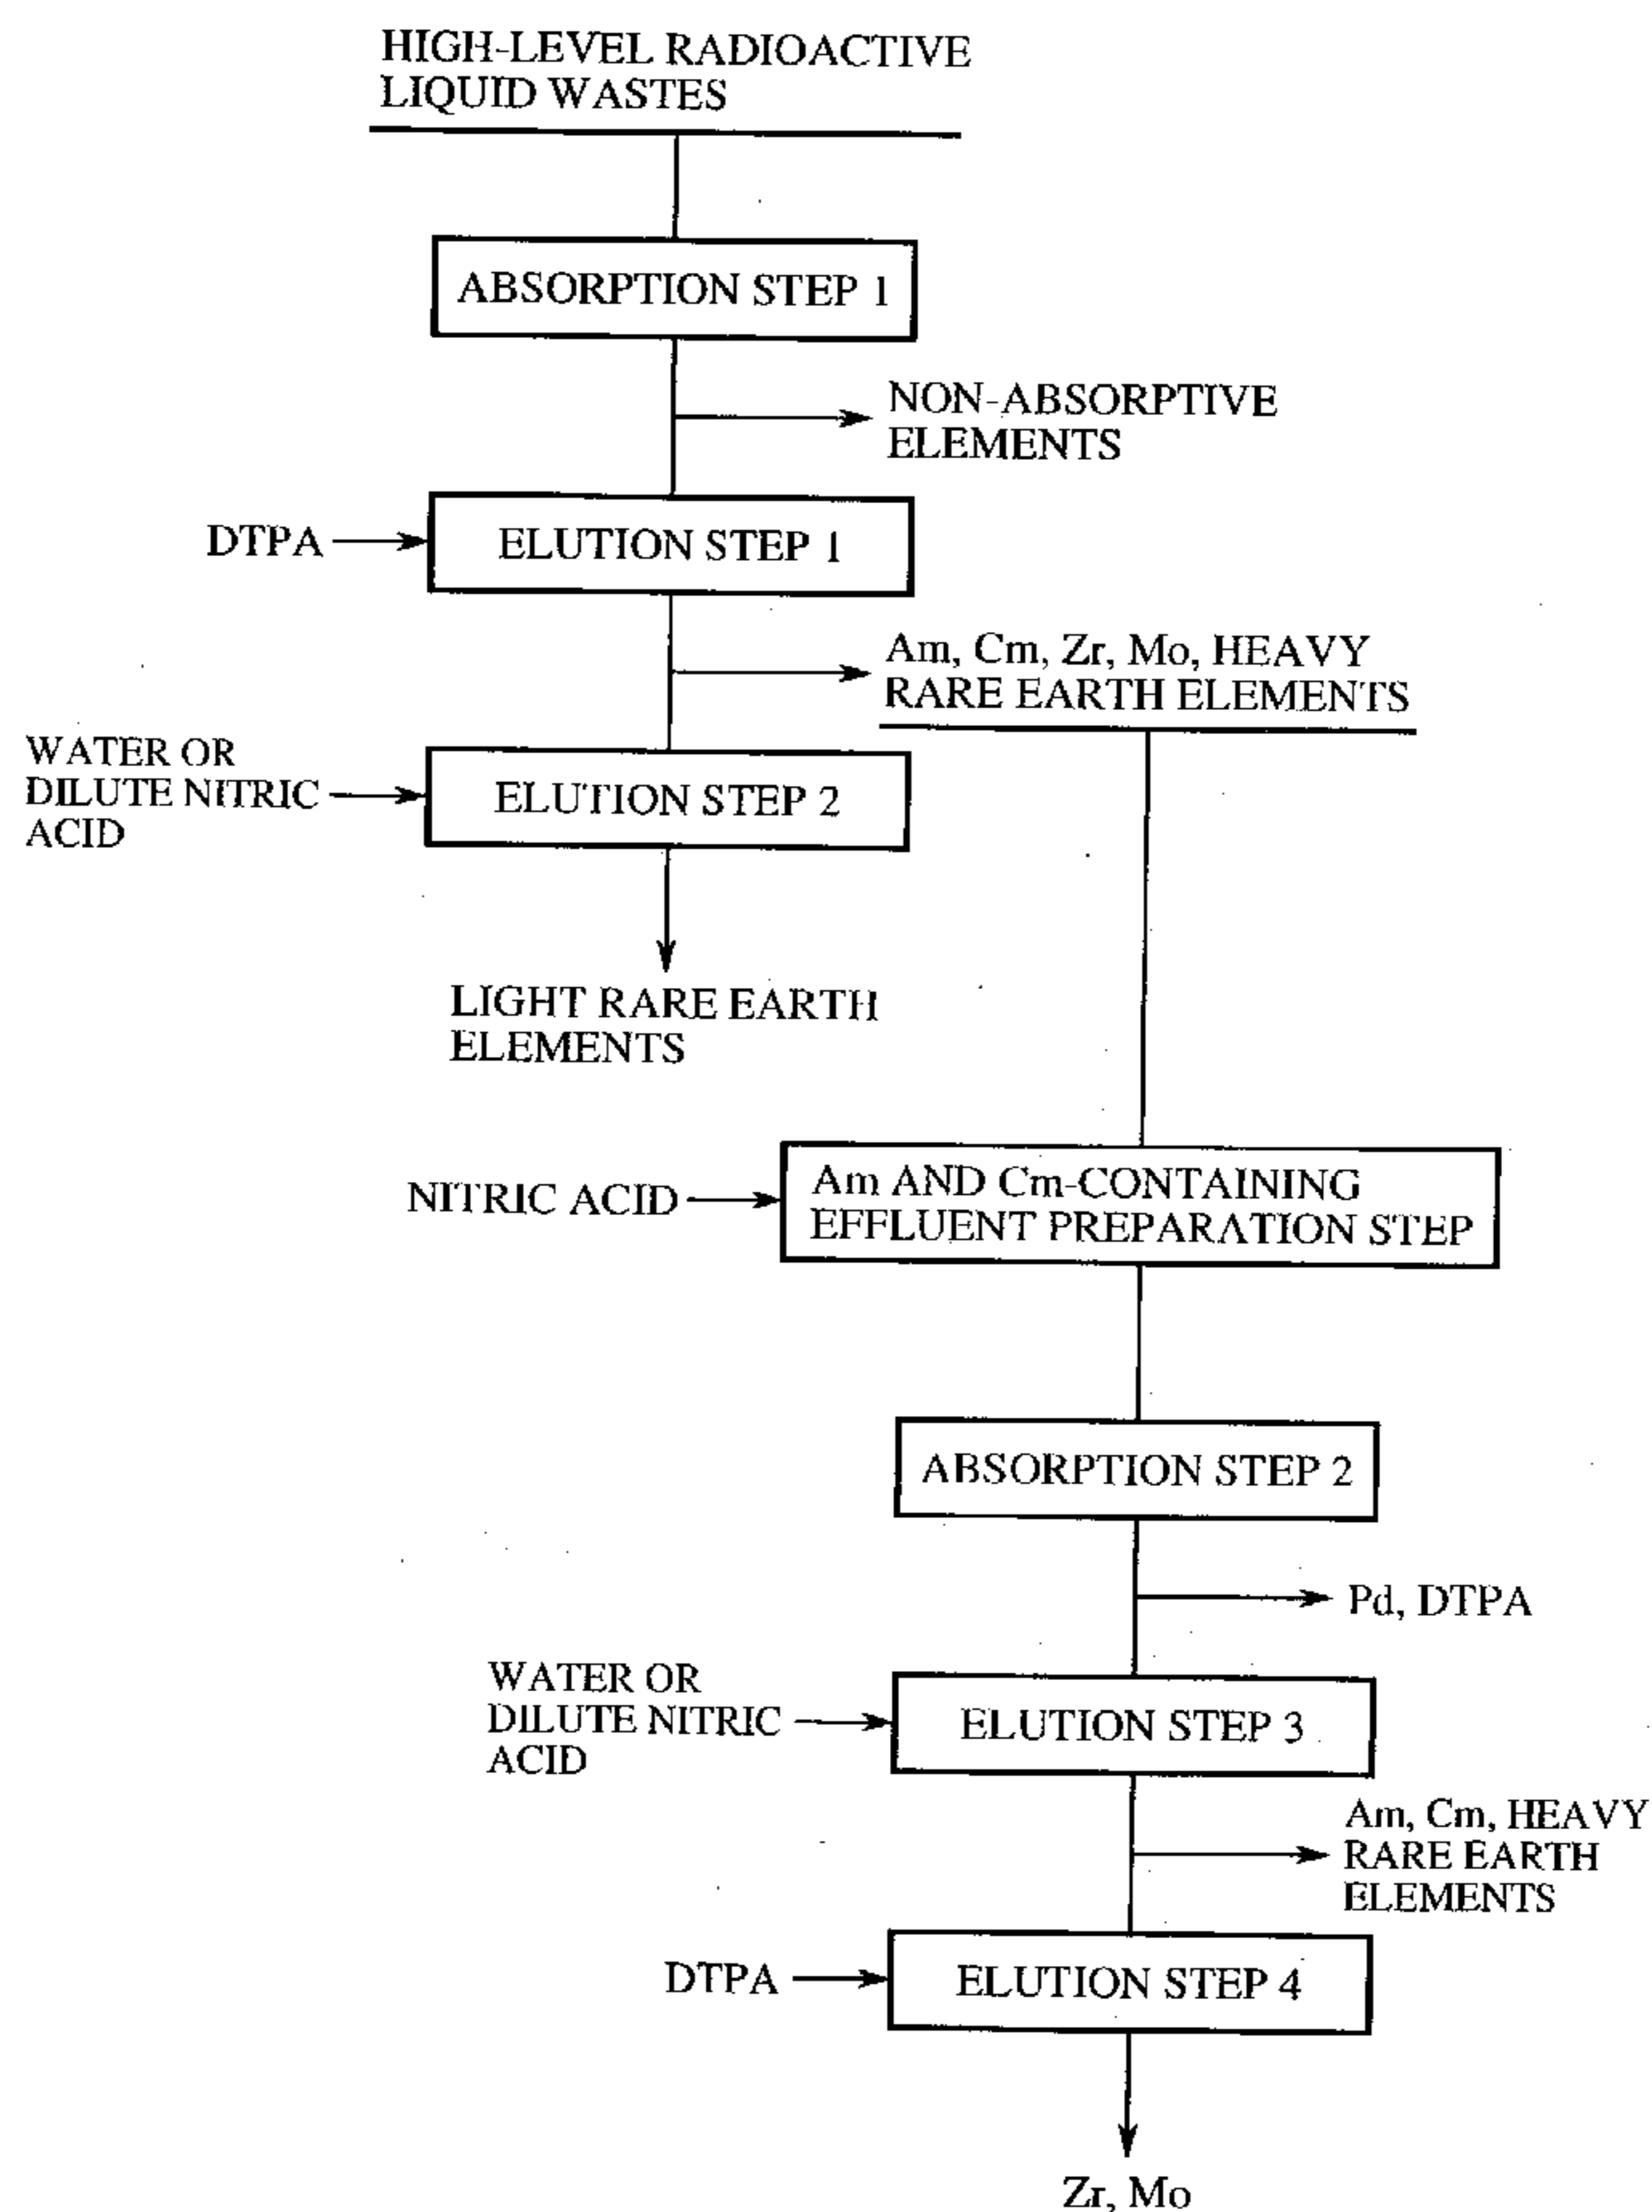 HIGH-LEVEL RADIOACTIVE
LIQUID WASTES
ABSORPTION STEP 1
NON-ABSORPTIVE
ELEMENTS
DTPA
ELUTION STEP 1
Am, Cm, Zr, Mo, HEAVY
RARE EARTH ELEMENTS
WATER OR
DILUTE NITRIC
ACID
ELUTION STEP 2
LIGHT RARE EARTH
ELEMENTS
NITRIC ACID
Am AND Cm-CONTAINING
EFFLUENT PREPARATION STEP
ABSORPTION STEP 2
Pd, DTPA
WATER OR
DILUTE NITRIC
ACID
ELUTION STEP 3
Am, Cm, HEAVY
RARE EARTH
ELEMENTS
DTPA
ELUTION STEP 4
Zr, Mo